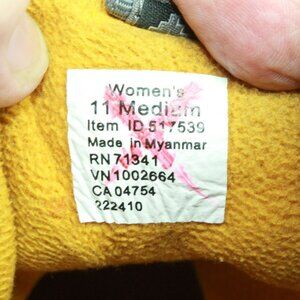 Women's
11 Medium
Item ID 517539
Made in Myanmar
RN 71341
VN1002664
CA 04754
222410